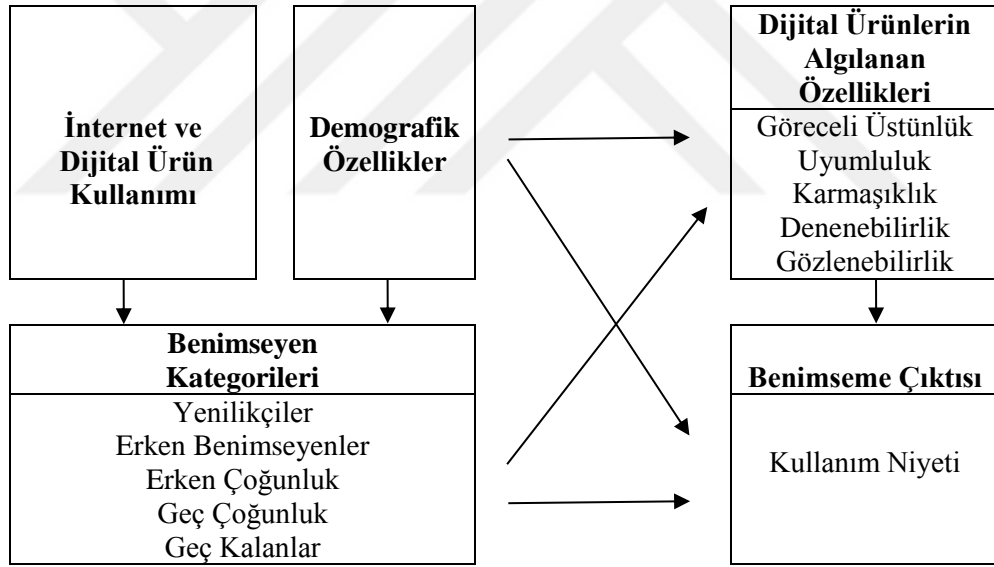 İnternet ve
Dijital Ürün
Kullanımı
Demografik
Özellikler
Dijital Ürünlerin
Algılanan
Özellikleri
Göreceli Üstünlük
Uyumluluk
Karmaşıklık
Denenebilirlik
Gözlenebilirlik
Benimseyen
Kategorileri
Yenilikçiler
Erken Benimseyenler
Erken Çoğunluk
Geç Çoğunluk
Geç Kalanlar
Benimseme Çıktısı
Kullanım Niyeti